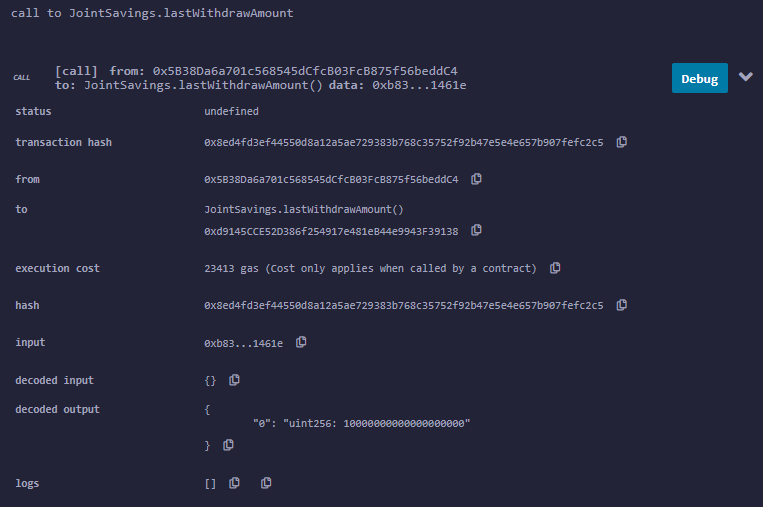 call to JointSavings.lastWithdrawAmount
CALL [call] from: 0x5B38Da6a701c568545dCfcB03FcB875f56beddC4
to: JointSavings.lastWithdrawAmount() data: 0xb83...1461e
Debug
status undefined
transaction hash 0x8ed4fd3ef44550d8a12a5ae729383b768c35752f92b47e5e4e657b907fefc2c5
from 0x5B38Da6a701c568545dCfcB03FcB875f56beddC4
to JointSavings.lastWithdrawAmount()
0xd9145CCE52D386f254917e481eB44e9943F39138
execution cost 23413 gas (Cost only applies when called by a contract)
hash 0x8ed4fd3ef44550d8a12a5ae729383b768c35752f92b47e5e4e657b907fefc2c5
input 0xb83...1461e
decoded input {}
decoded output {
"0": "uint256: 10000000000000000000"
}
logs []